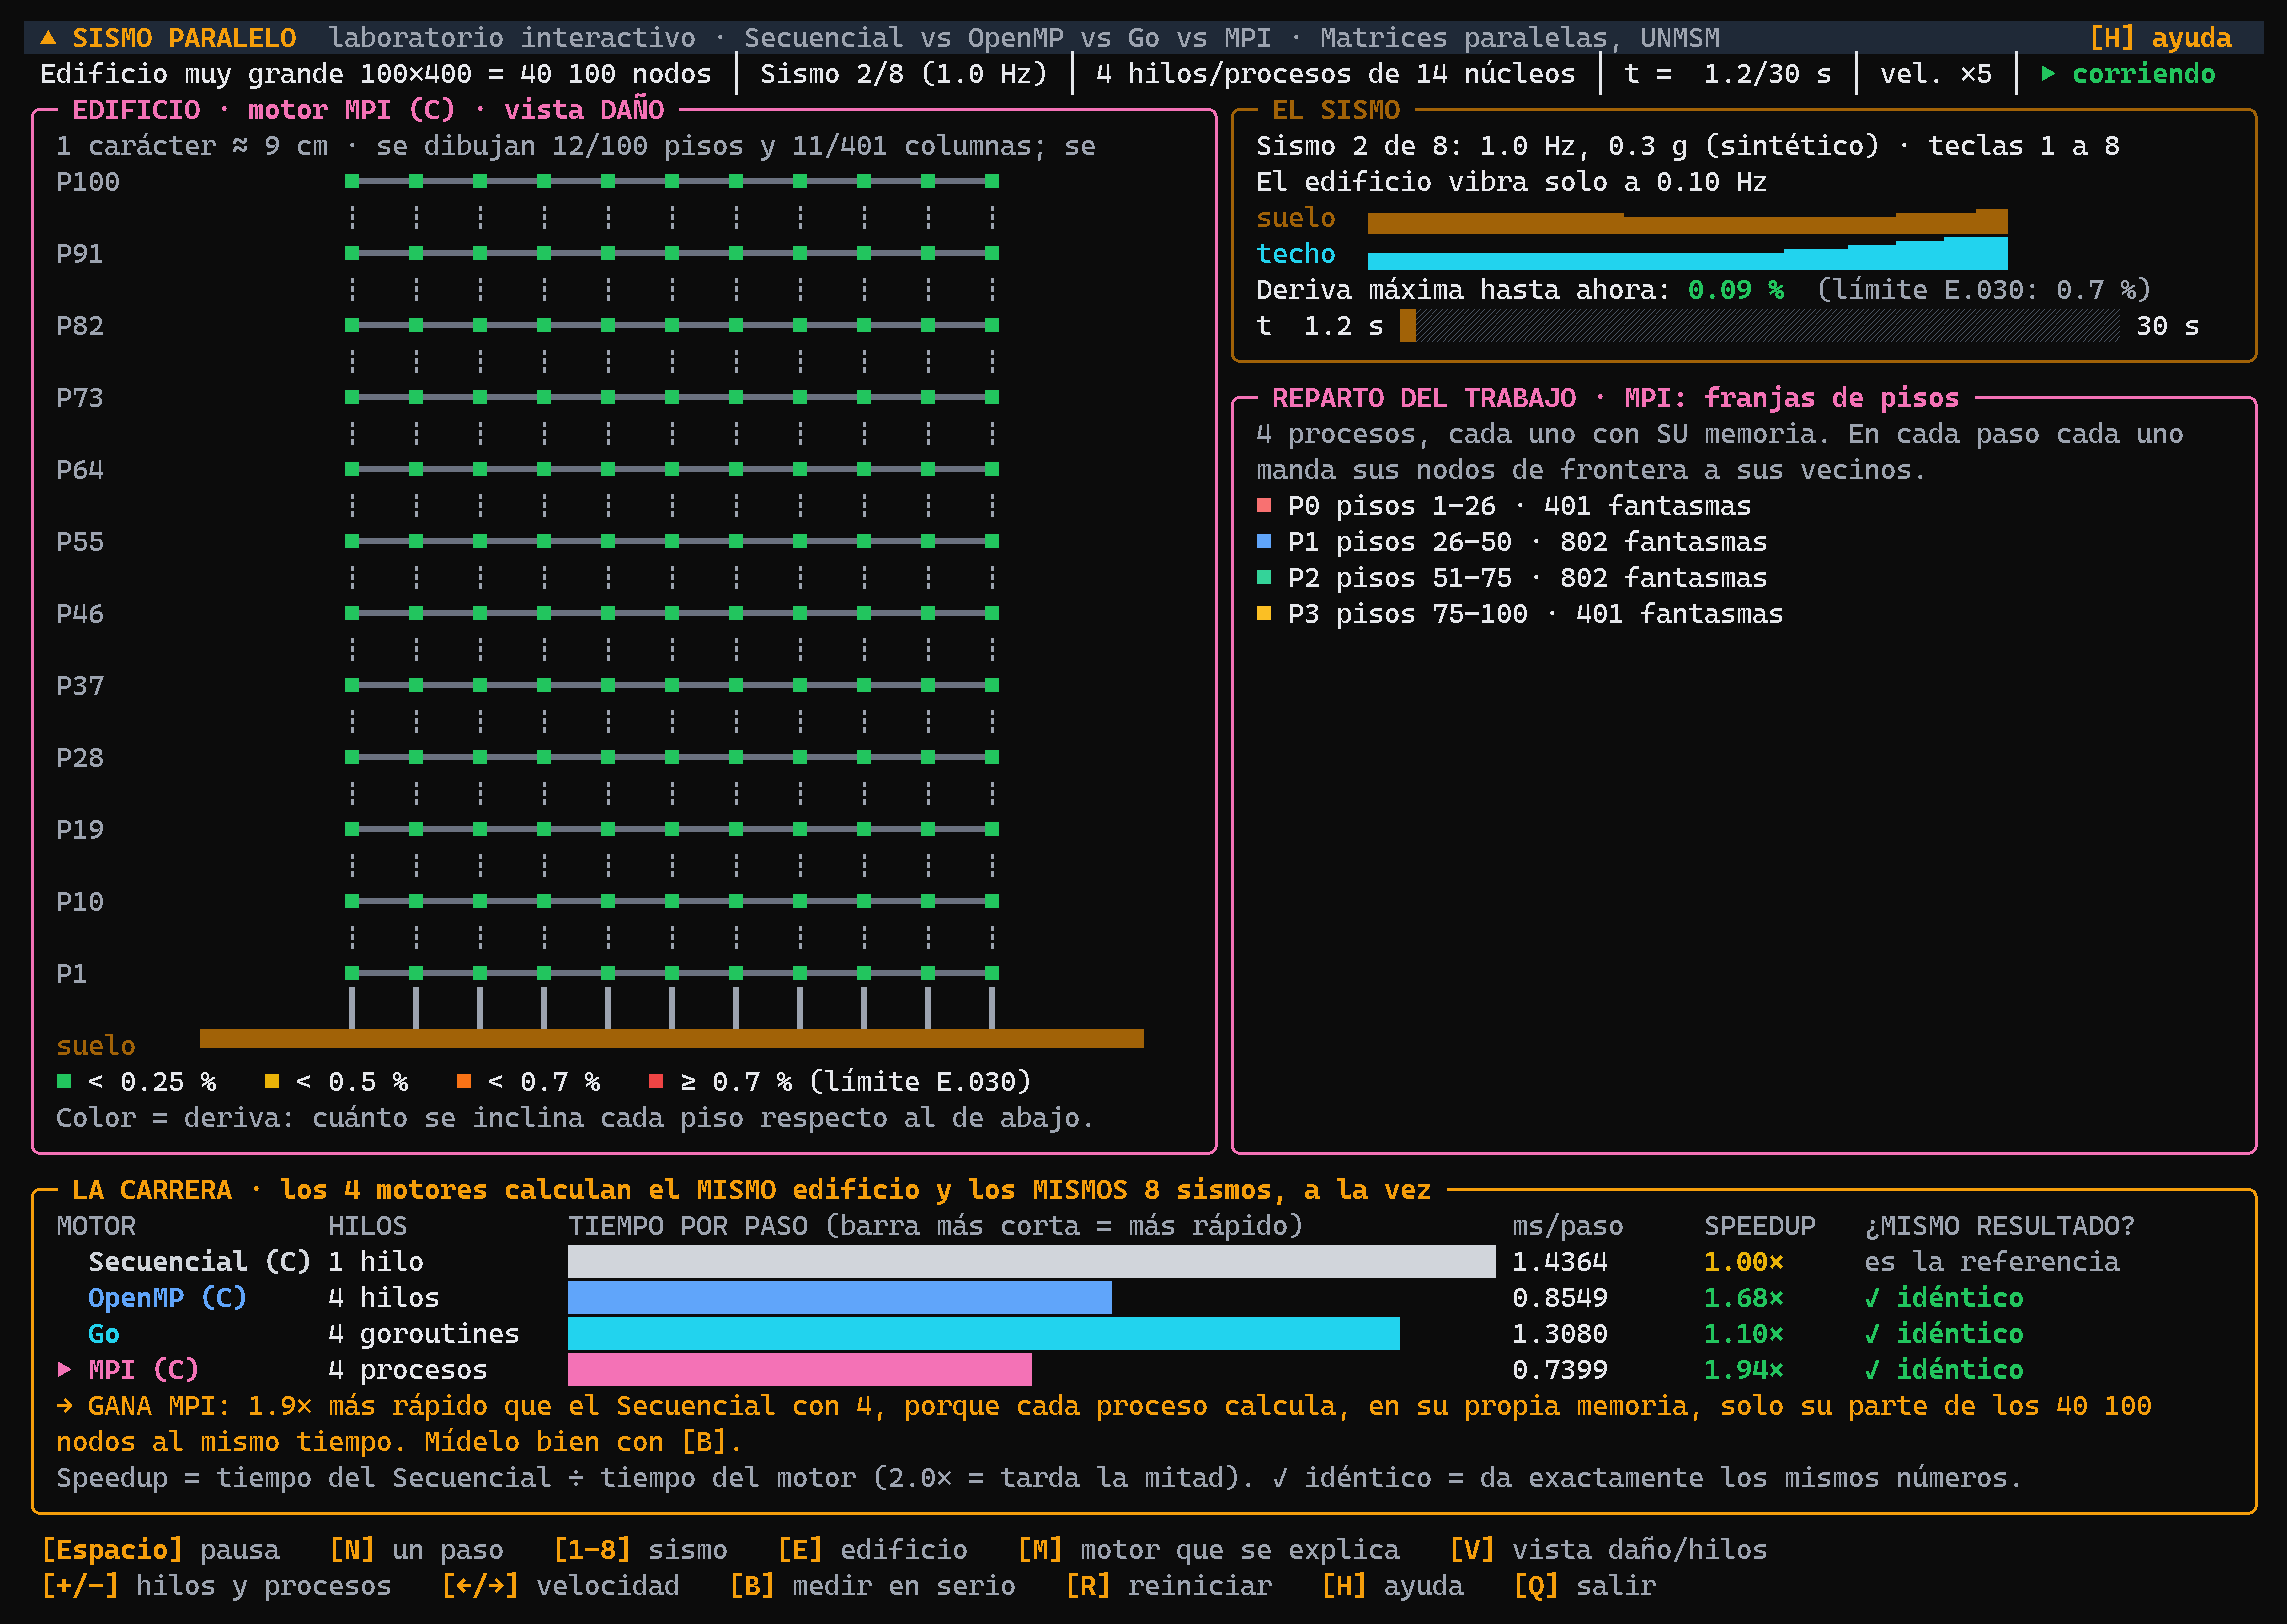 ▲ SISMO PARALELO laboratorio interactivo · Secuencial vs OpenMP vs Go vs MPI · Matrices paralelas, UNMSM [H] ayuda
Edificio muy grande 100×400 = 40 100 nodos │ Sismo 2/8 (1.0 Hz) │ 4 hilos/procesos de 14 núcleos │ t = 1.2/30 s │ vel. ×5 │ ▶ corriendo
EDIFICIO · motor MPI (C) · vista DAÑO
1 carácter ≈ 9 cm · se dibujan 12/100 pisos y 11/401 columnas; se
P100
P91
P82
P73
P64
P55
P46
P37
P28
P19
P10
P1
suelo
■ < 0.25 % ■ < 0.5 % ■ < 0.7 % ■ ≥ 0.7 % (límite E.030)
Color = deriva: cuánto se inclina cada piso respecto al de abajo.
EL SISMO
Sismo 2 de 8: 1.0 Hz, 0.3 g (sintético) · teclas 1 a 8
El edificio vibra solo a 0.10 Hz
suelo
techo
Deriva máxima hasta ahora: 0.09 % (límite E.030: 0.7 %)
t 1.2 s 30 s
REPARTO DEL TRABAJO · MPI: franjas de pisos
4 procesos, cada uno con SU memoria. En cada paso cada uno
manda sus nodos de frontera a sus vecinos.
■ P0 pisos 1–26 · 401 fantasmas
■ P1 pisos 26–50 · 802 fantasmas
■ P2 pisos 51–75 · 802 fantasmas
■ P3 pisos 75–100 · 401 fantasmas
LA CARRERA · los 4 motores calculan el MISMO edificio y los MISMOS 8 sismos, a la vez
MOTOR HILOS TIEMPO POR PASO (barra más corta = más rápido) ms/paso SPEEDUP ¿MISMO RESULTADO?
Secuencial (C) 1 hilo 1.4364 1.00× es la referencia
OpenMP (C) 4 hilos 0.8549 1.68× ✓ idéntico
Go 4 goroutines 1.3080 1.10× ✓ idéntico
▶ MPI (C) 4 procesos 0.7399 1.94× ✓ idéntico
→ GANA MPI: 1.9× más rápido que el Secuencial con 4, porque cada proceso calcula, en su propia memoria, solo su parte de los 40 100
nodos al mismo tiempo. Mídelo bien con [B].
Speedup = tiempo del Secuencial ÷ tiempo del motor (2.0× = tarda la mitad). ✓ idéntico = da exactamente los mismos números.
[Espacio] pausa [N] un paso [1–8] sismo [E] edificio [M] motor que se explica [V] vista daño/hilos
[+/−] hilos y procesos [←/→] velocidad [B] medir en serio [R] reiniciar [H] ayuda [Q] salir